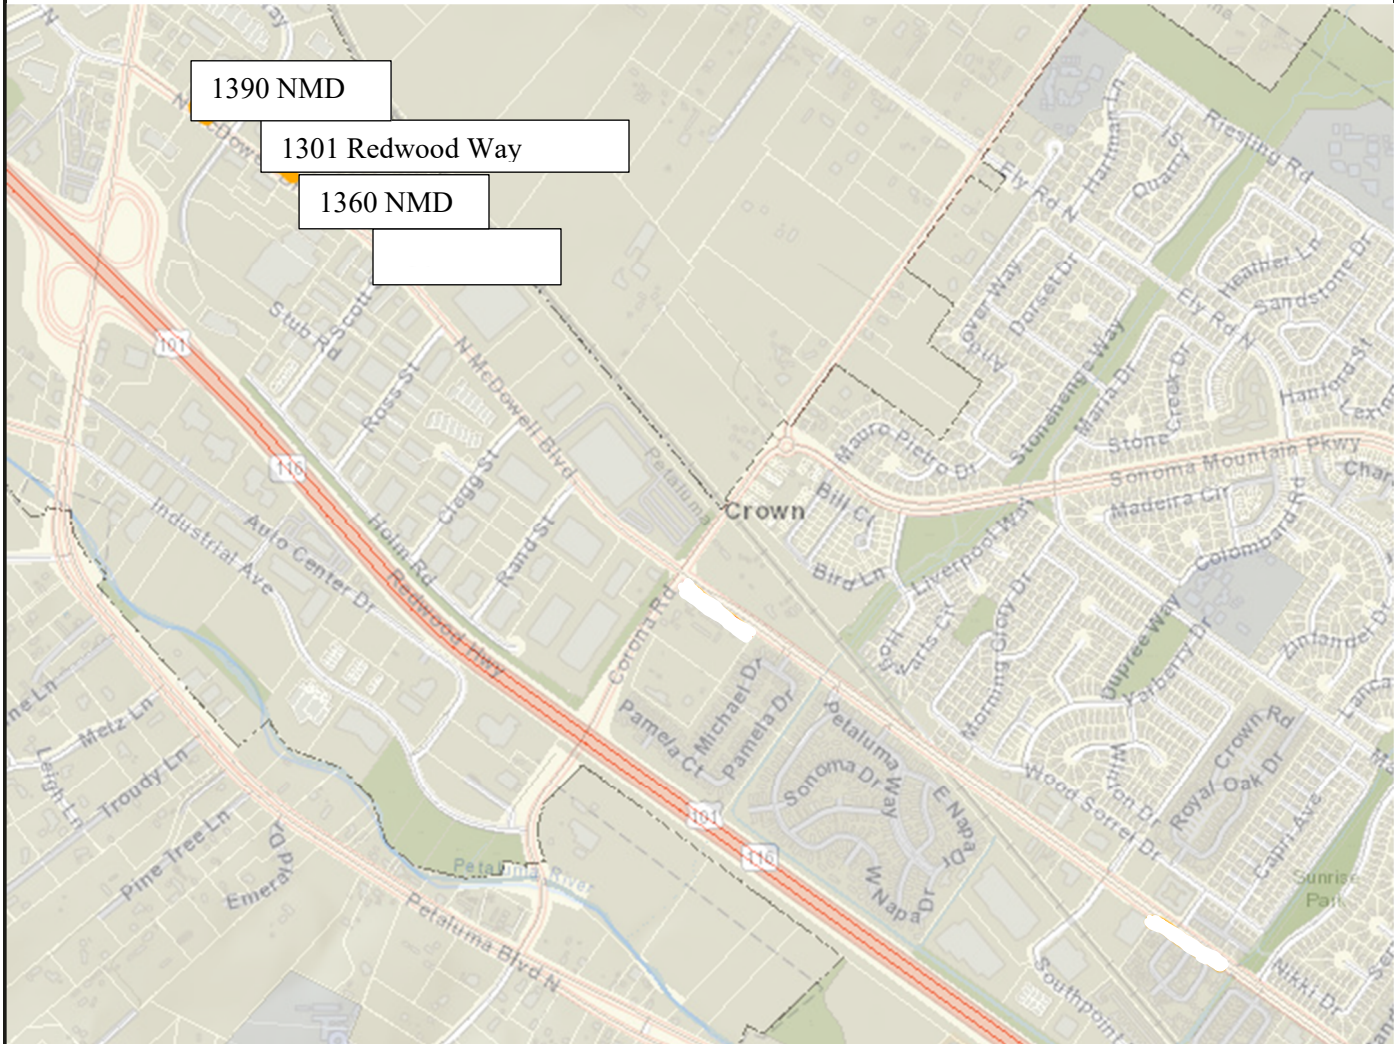 1390 NMD
1301 Redwood Way
1360 NMD
N McDowell Blvd
Scott
Stub Rd
Ross St
Clegg St
Rand St
Holm Rd
Redwood Hwy
101
116
Industrial Ave
Auto Center Dr
Petaluma
Crown
Corona Rd
Ely Rd N
Hartman Ln
Quarry
Riesling Rd
Heather Ln
Sandstone Dr
Ely Rd N
Hanford St
Andover Way
Dorset Dr
Stonehenge Way
Maria Dr
Stone Creek Dr
Mauro Pietro Dr
Sonoma Mountain Pkwy
Bill Ct
Bird Ln
Liverpool Way
Madeira Cir
Colombard Rd
Zinfandel Dr
Morning Glory Dr
Dupree Way
Yarberry Dr
Michael Dr
Pamela Dr
Pamela Ct
Petaluma Way
Sonoma Dr
E Napa Dr
W Napa Dr
Wood Sorrel Dr
Royal Oak Dr
Crown Rd
Capri Ave
Sunrise
Park
Nikki Dr
Southpoint
101
116
Metz Ln
Leigh Ln
Troudy Ln
Pine Tree Ln
Emerald Dr
Petaluma River
Petaluma Blvd N